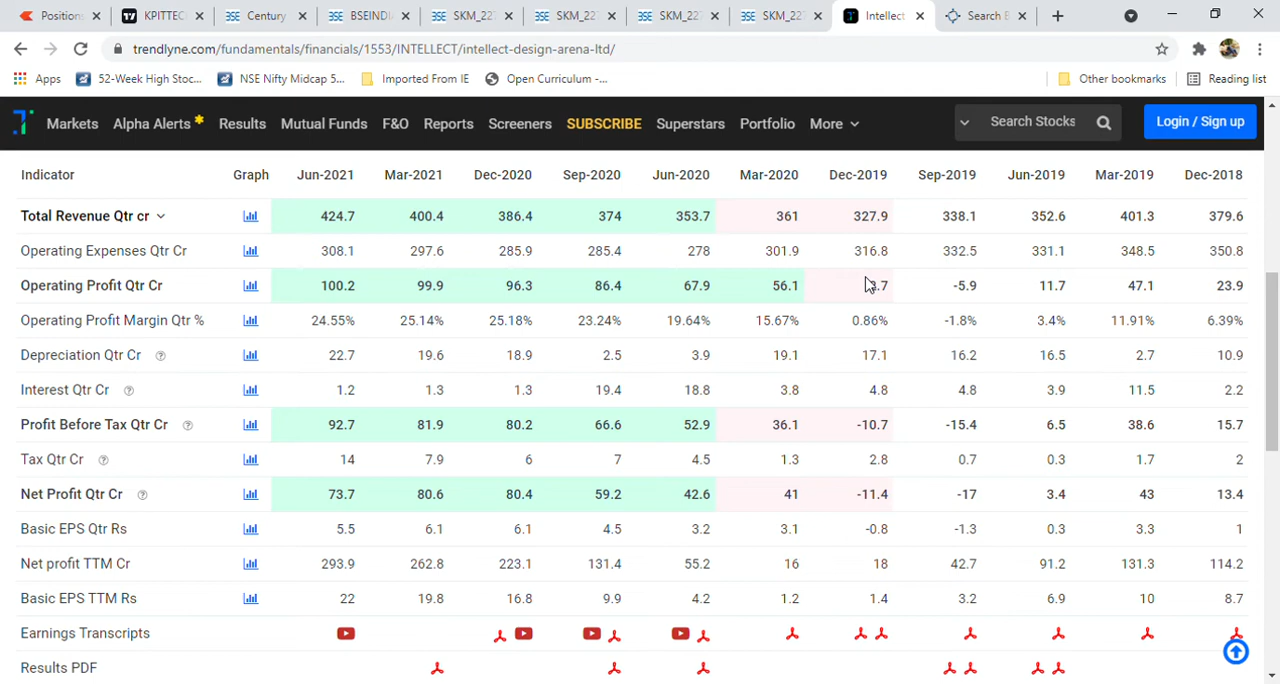 Positions
KPITTECH
Century
BSEINDIA
SKM_227
SKM_227
SKM_227
SKM_227
Intellect
Search B
trendlyne.com/fundamentals/financials/1553/INTELLECT/intellect-design-arena-ltd/
Apps 52-Week High Stoc... NSE Nifty Midcap 5... Imported From IE Open Curriculum -... Other bookmarks Reading list
Markets Alpha Alerts Results Mutual Funds F&O Reports Screeners SUBSCRIBE Superstars Portfolio More Search Stocks Login / Sign up
Indicator Graph Jun-2021 Mar-2021 Dec-2020 Sep-2020 Jun-2020 Mar-2020 Dec-2019 Sep-2019 Jun-2019 Mar-2019 Dec-2018
Total Revenue Qtr cr 424.7 400.4 386.4 374 353.7 361 327.9 338.1 352.6 401.3 379.6
Operating Expenses Qtr Cr 308.1 297.6 285.9 285.4 278 301.9 316.8 332.5 331.1 348.5 350.8
Operating Profit Qtr Cr 100.2 99.9 96.3 86.4 67.9 56.1 .7 -5.9 11.7 47.1 23.9
Operating Profit Margin Qtr % 24.55% 25.14% 25.18% 23.24% 19.64% 15.67% 0.86% -1.8% 3.4% 11.91% 6.39%
Depreciation Qtr Cr 22.7 19.6 18.9 2.5 3.9 19.1 17.1 16.2 16.5 2.7 10.9
Interest Qtr Cr 1.2 1.3 1.3 19.4 18.8 3.8 4.8 4.8 3.9 11.5 2.2
Profit Before Tax Qtr Cr 92.7 81.9 80.2 66.6 52.9 36.1 -10.7 -15.4 6.5 38.6 15.7
Tax Qtr Cr 14 7.9 6 7 4.5 1.3 2.8 0.7 0.3 1.7 2
Net Profit Qtr Cr 73.7 80.6 80.4 59.2 42.6 41 -11.4 -17 3.4 43 13.4
Basic EPS Qtr Rs 5.5 6.1 6.1 4.5 3.2 3.1 -0.8 -1.3 0.3 3.3 1
Net profit TTM Cr 293.9 262.8 223.1 131.4 55.2 16 18 42.7 91.2 131.3 114.2
Basic EPS TTM Rs 22 19.8 16.8 9.9 4.2 1.2 1.4 3.2 6.9 10 8.7
Earnings Transcripts
Results PDF